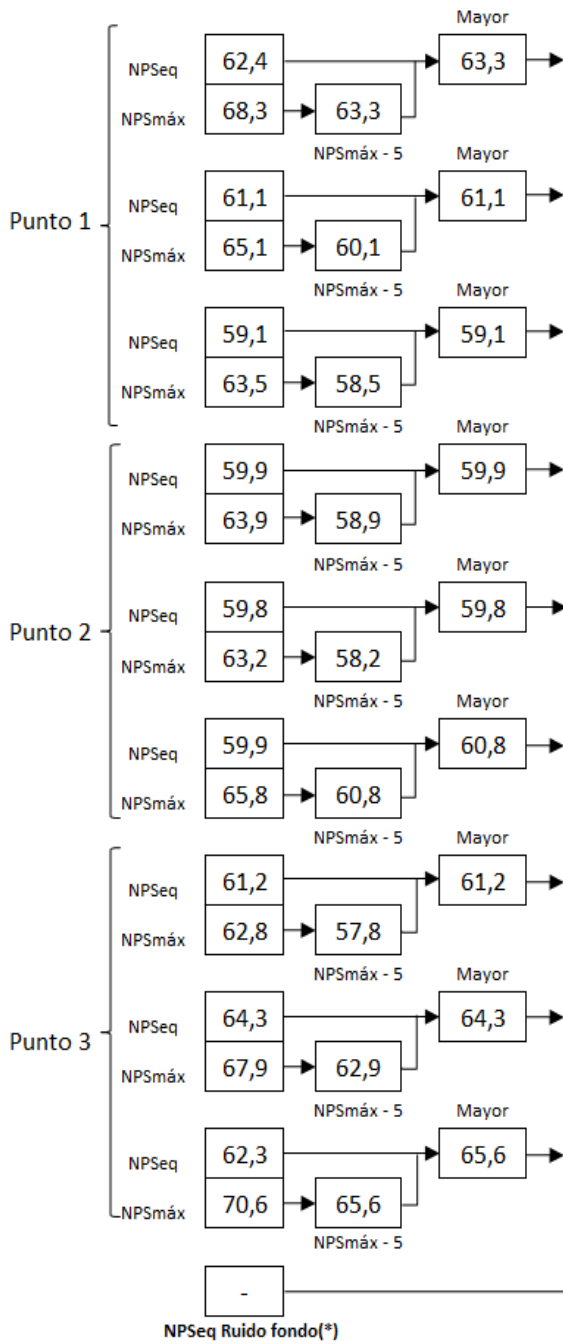 Mayor
NPSeq 62,4 63,3
NPSmáx 68,3 63,3
NPSmáx - 5
Punto 1
Mayor
NPSeq 61,1 61,1
NPSmáx 65,1 60,1
NPSmáx - 5
Mayor
NPSeq 59,1 59,1
NPSmáx 63,5 58,5
NPSmáx - 5
Mayor
NPSeq 59,9 59,9
NPSmáx 63,9 58,9
NPSmáx - 5
Punto 2
Mayor
NPSeq 59,8 59,8
NPSmáx 63,2 58,2
NPSmáx - 5
Mayor
NPSeq 59,9 60,8
NPSmáx 65,8 60,8
NPSmáx - 5
Mayor
NPSeq 61,2 61,2
NPSmáx 62,8 57,8
NPSmáx - 5
Punto 3
Mayor
NPSeq 64,3 64,3
NPSmáx 67,9 62,9
NPSmáx - 5
Mayor
NPSeq 62,3 65,6
NPSmáx 70,6 65,6
NPSmáx - 5
-
NPSeq Ruido fondo(*)